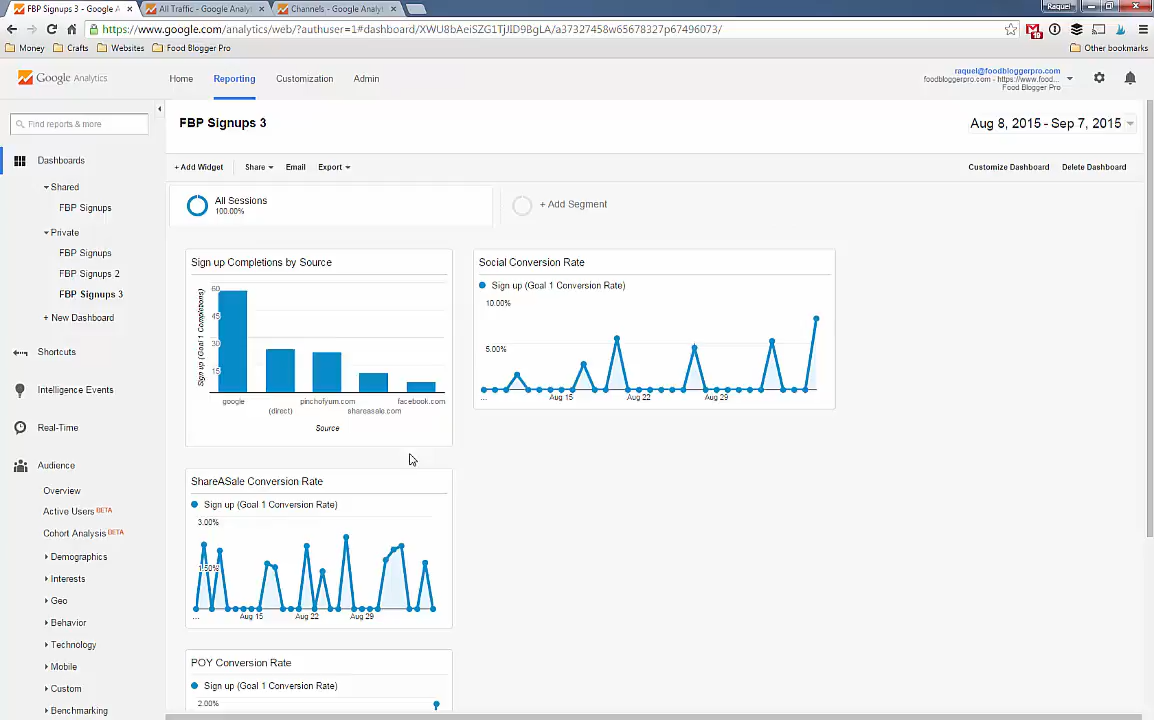 FBP Signups 3 - Google A
All Traffic - Google Analyt
Channels - Google Analyti
Raquel
https://www.google.com/analytics/web/?authuser=1#dashboard/XWU8bAeiSZG1TjJID9BgLA/a37327458w65678327p67496073/
Money
Crafts
Websites
Food Blogger Pro
Other bookmarks
Google Analytics
Home
Reporting
Customization
Admin
raquel@foodbloggerpro.com
foodbloggerpro.com - https://www.food...
Food Blogger Pro
Find reports & more
FBP Signups 3
Aug 8, 2015 - Sep 7, 2015
+ Add Widget
Share
Email
Export
Customize Dashboard
Delete Dashboard
Dashboards
Shared
FBP Signups
Private
FBP Signups
FBP Signups 2
FBP Signups 3
+ New Dashboard
Shortcuts
Intelligence Events
Real-Time
Audience
Overview
Active Users BETA
Cohort Analysis BETA
Demographics
Interests
Geo
Behavior
Technology
Mobile
Custom
Benchmarking
All Sessions
100.00%
+ Add Segment
Sign up Completions by Source
Sign up (Goal 1 Completions)
60
45
30
15
google
(direct)
pinchofyum.com
shareasale.com
facebook.com
Source
Social Conversion Rate
Sign up (Goal 1 Conversion Rate)
10.00%
5.00%
...
Aug 15
Aug 22
Aug 29
ShareASale Conversion Rate
Sign up (Goal 1 Conversion Rate)
3.00%
1.50%
...
Aug 15
Aug 22
Aug 29
POY Conversion Rate
Sign up (Goal 1 Conversion Rate)
2.00%